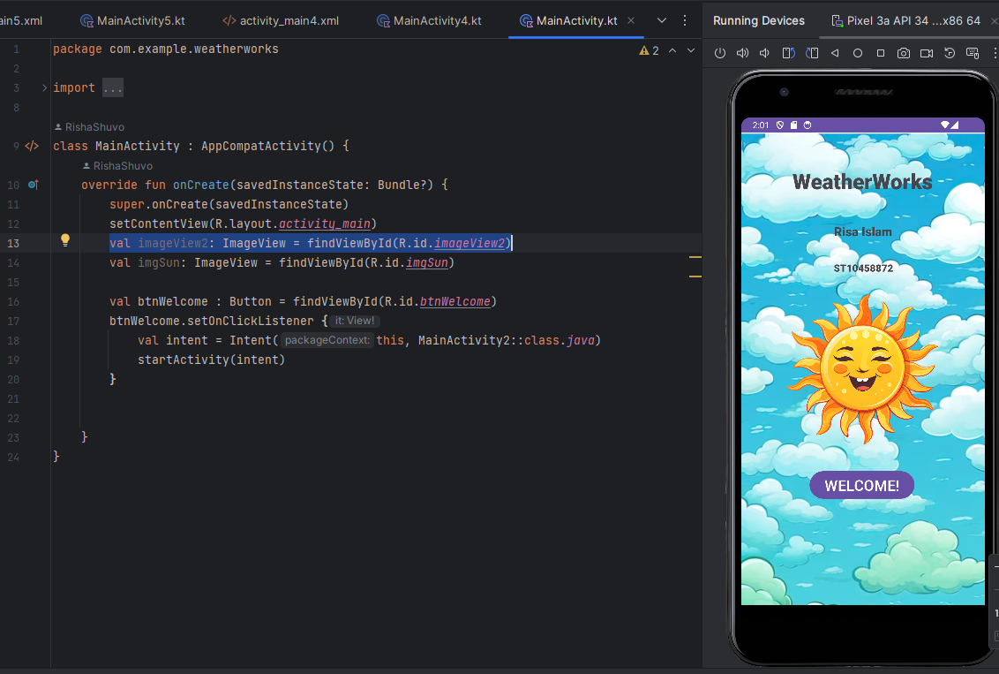 ain5.xml MainActivity5.kt </> activity_main4.xml MainActivity4.kt MainActivity.kt Running Devices Pixel 3a API 34 ...x86 64
1 package com.example.weatherworks 2
2
3 import ...
8
RishaShuvo
9 </> class MainActivity : AppCompatActivity() {
RishaShuvo
10 override fun onCreate(savedInstanceState: Bundle?) {
11 super.onCreate(savedInstanceState)
12 setContentView(R.layout.activity_main)
13 val imageView2: ImageView = findViewById(R.id.imageView2)
14 val imgSun: ImageView = findViewById(R.id.imgSun)
15
16 val btnWelcome : Button = findViewById(R.id.btnWelcome)
17 btnWelcome.setOnClickListener { it: View!
18 val intent = Intent( packageContext: this, MainActivity2::class.java)
19 startActivity(intent)
20 }
21
22
23 }
24 }
2:01
WeatherWorks
Risa Islam
ST10458872
WELCOME!